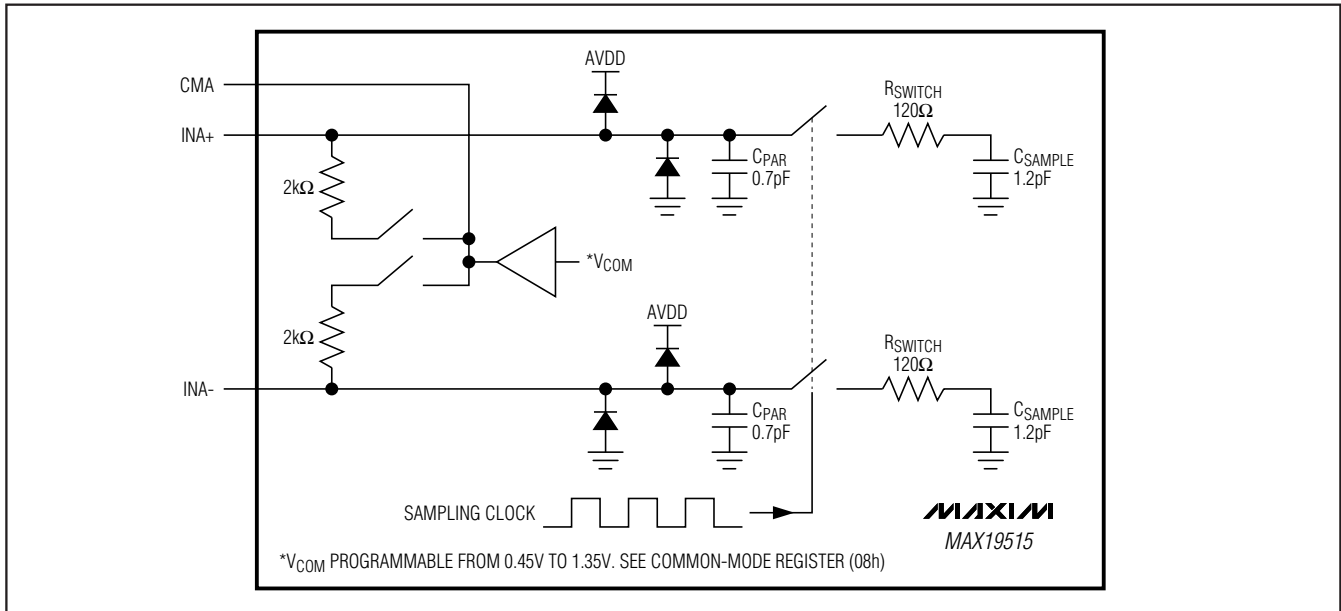 AVDD
CMA
RSWITCH
120Ω
INA+
CPAR
0.7pF
CSAMPLE
1.2pF
2kΩ
*VCOM
AVDD
2kΩ
RSWITCH
120Ω
INA-
CPAR
0.7pF
CSAMPLE
1.2pF
SAMPLING CLOCK
MAXIM
MAX19515
*VCOM PROGRAMMABLE FROM 0.45V TO 1.35V. SEE COMMON-MODE REGISTER (08h)